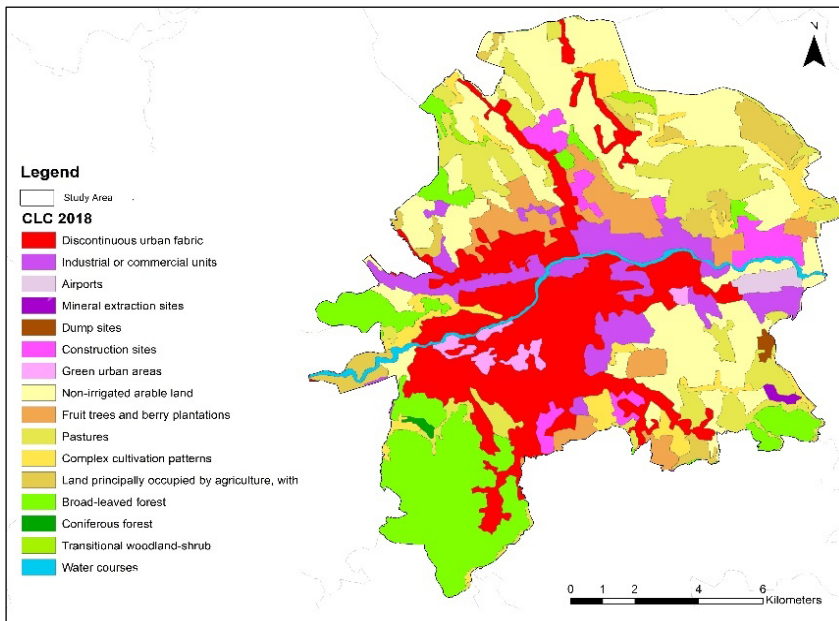 N
Legend
Study Area
CLC 2018
Discontinuous urban fabric
Industrial or commercial units
Airports
Mineral extraction sites
Dump sites
Construction sites
Green urban areas
Non-irrigated arable land
Fruit trees and berry plantations
Pastures
Complex cultivation patterns
Land principally occupied by agriculture, with
Broad-leaved forest
Coniferous forest
Transitional woodland-shrub
Water courses
0 1 2 4 6
Kilometers